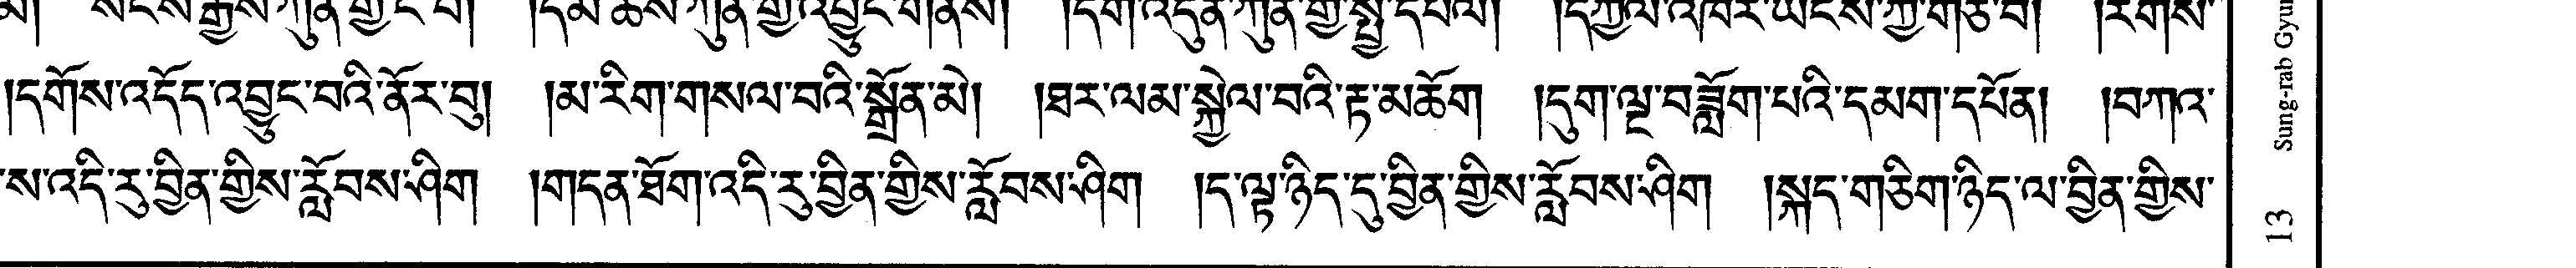 མ། སངས་རྒྱས་ཀུན་གྱི་ངོ་བོ། །དམ་ཆོས་ཀུན་གྱི་འབྱུང་གནས། །དགེ་འདུན་ཀུན་གྱི་སྤྱི་དཔལ། །དཀྱིལ་འཁོར་ཡོངས་ཀྱི་གཙོ་བོ། །རིགས་
།དགོས་འདོད་འབྱུང་བའི་ནོར་བུ། །མ་རིག་གསལ་བའི་སྒྲོན་མེ། །ཐར་ལམ་སྐྱེལ་བའི་རྟ་མཆོག །དུག་ལྔ་བཟློག་པའི་དམག་དཔོན། །བཀའ་
ས་འདི་རུ་བྱིན་གྱིས་རློབས་ཤིག །གདན་ཐོག་འདི་རུ་བྱིན་གྱིས་རློབས་ཤིག །ད་ལྟ་ཉིད་དུ་བྱིན་གྱིས་རློབས་ཤིག །སྐད་གཅིག་ཉིད་ལ་བྱིན་གྱིས་
13 Sung-rab Gyu